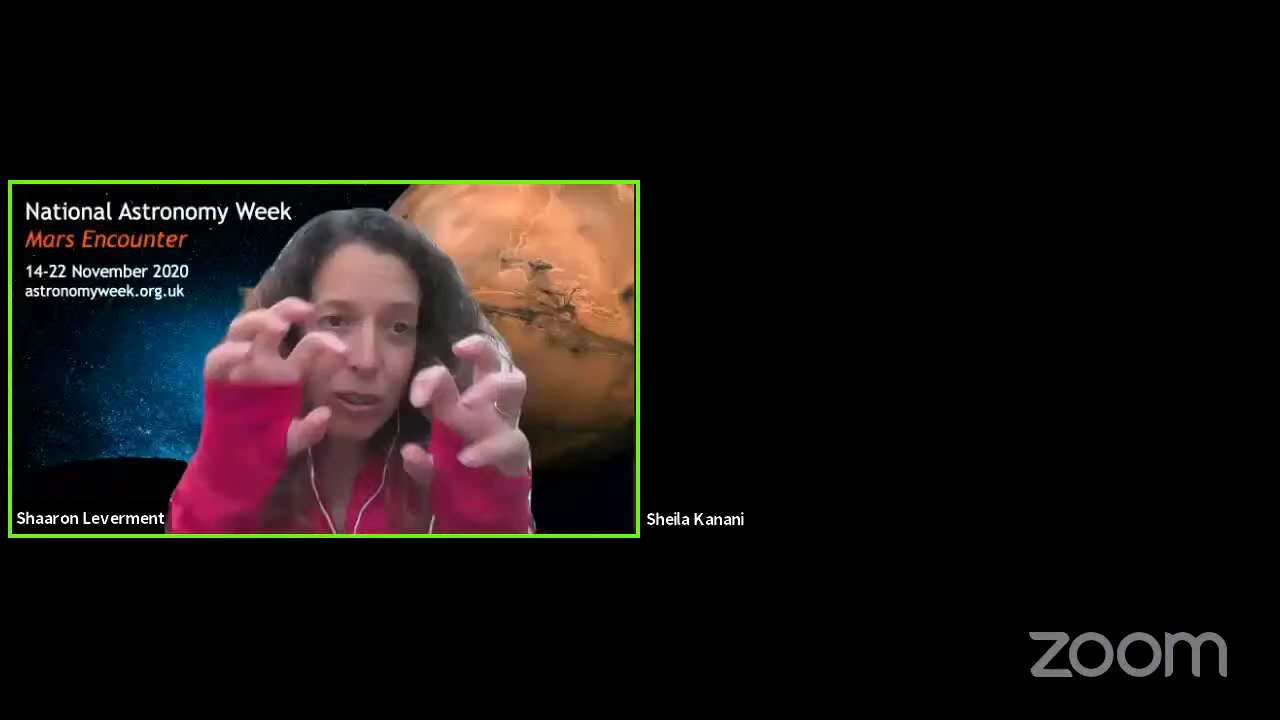 National Astronomy Week
Mars Encounter
14-22 November 2020
astronomyweek.org.uk
Shaaron Leverment
Sheila Kanani
zoom